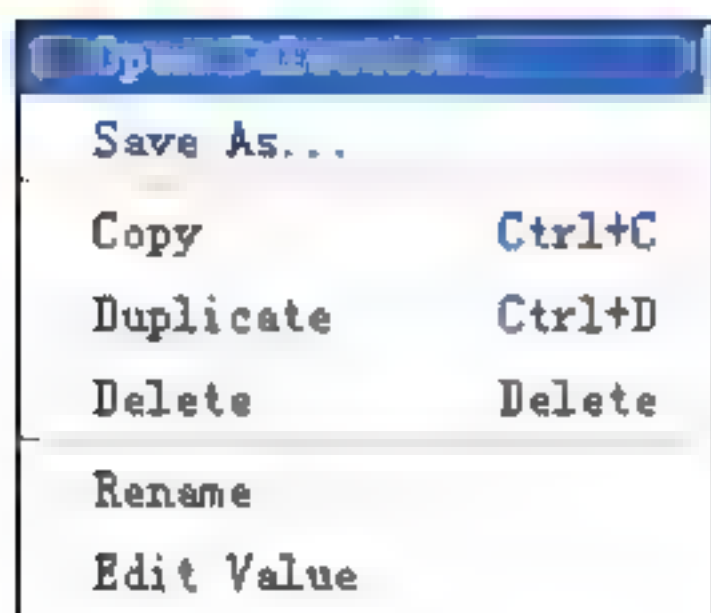 Save As...
Copy Ctrl+C
Duplicate Ctrl+D
Delete Delete
Rename
Edit Value